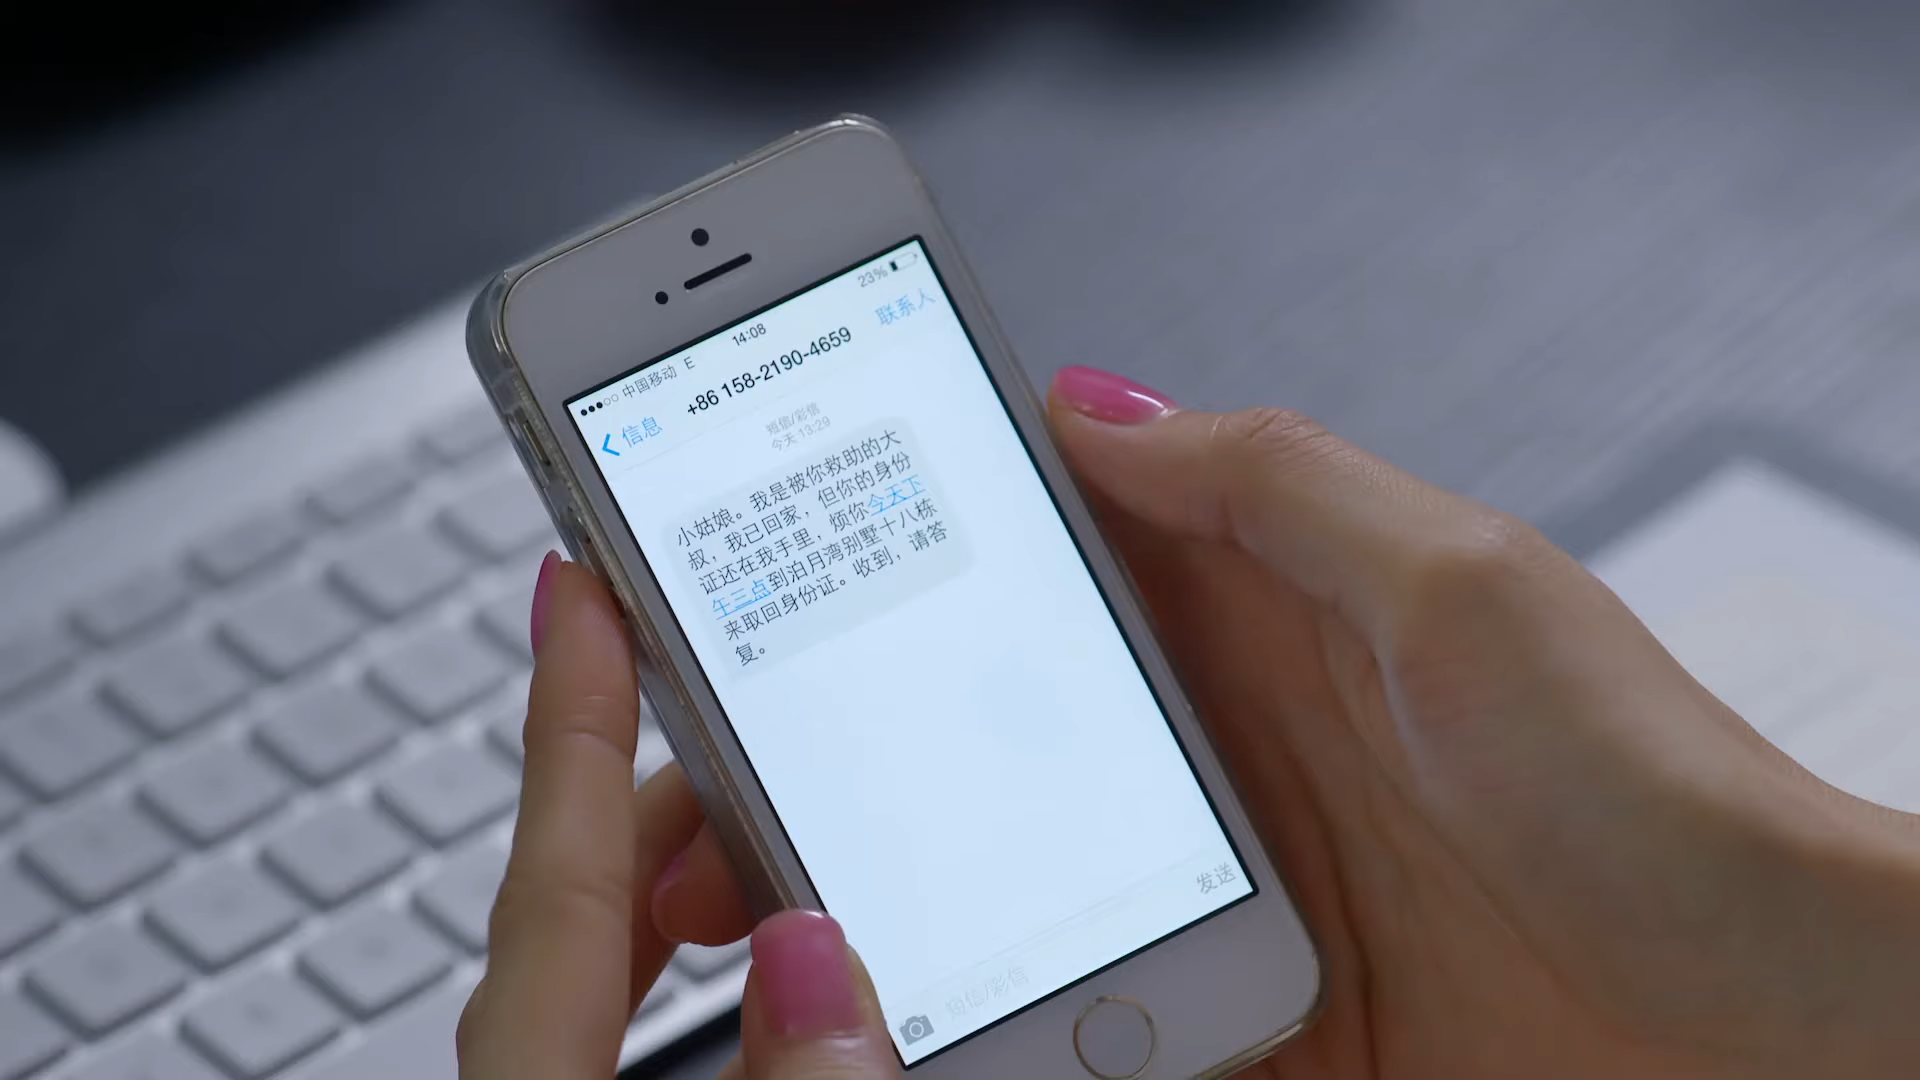 ●●●○○ 中国移动 E 14:08 23%
信息 +86 158-2190-4659 联系人
短信/彩信
今天 13:29
小姑娘。我是被你救助的大
叔，我已回家，但你的身份
证还在我手里，烦你今天下
午三点到泊月湾别墅十八栋
来取回身份证。收到，请答
复。
短信/彩信 发送